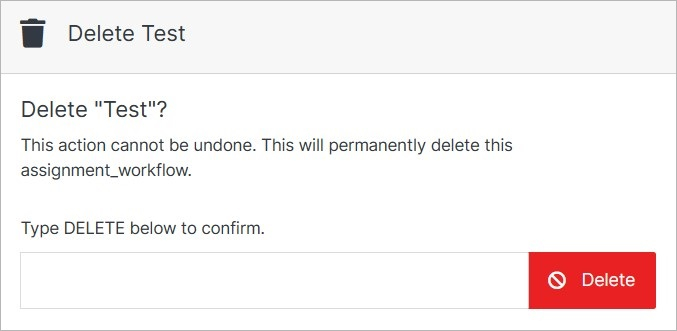 Delete Test
Delete "Test"?
This action cannot be undone. This will permanently delete this
assignment_workflow.
Type DELETE below to confirm.
Delete